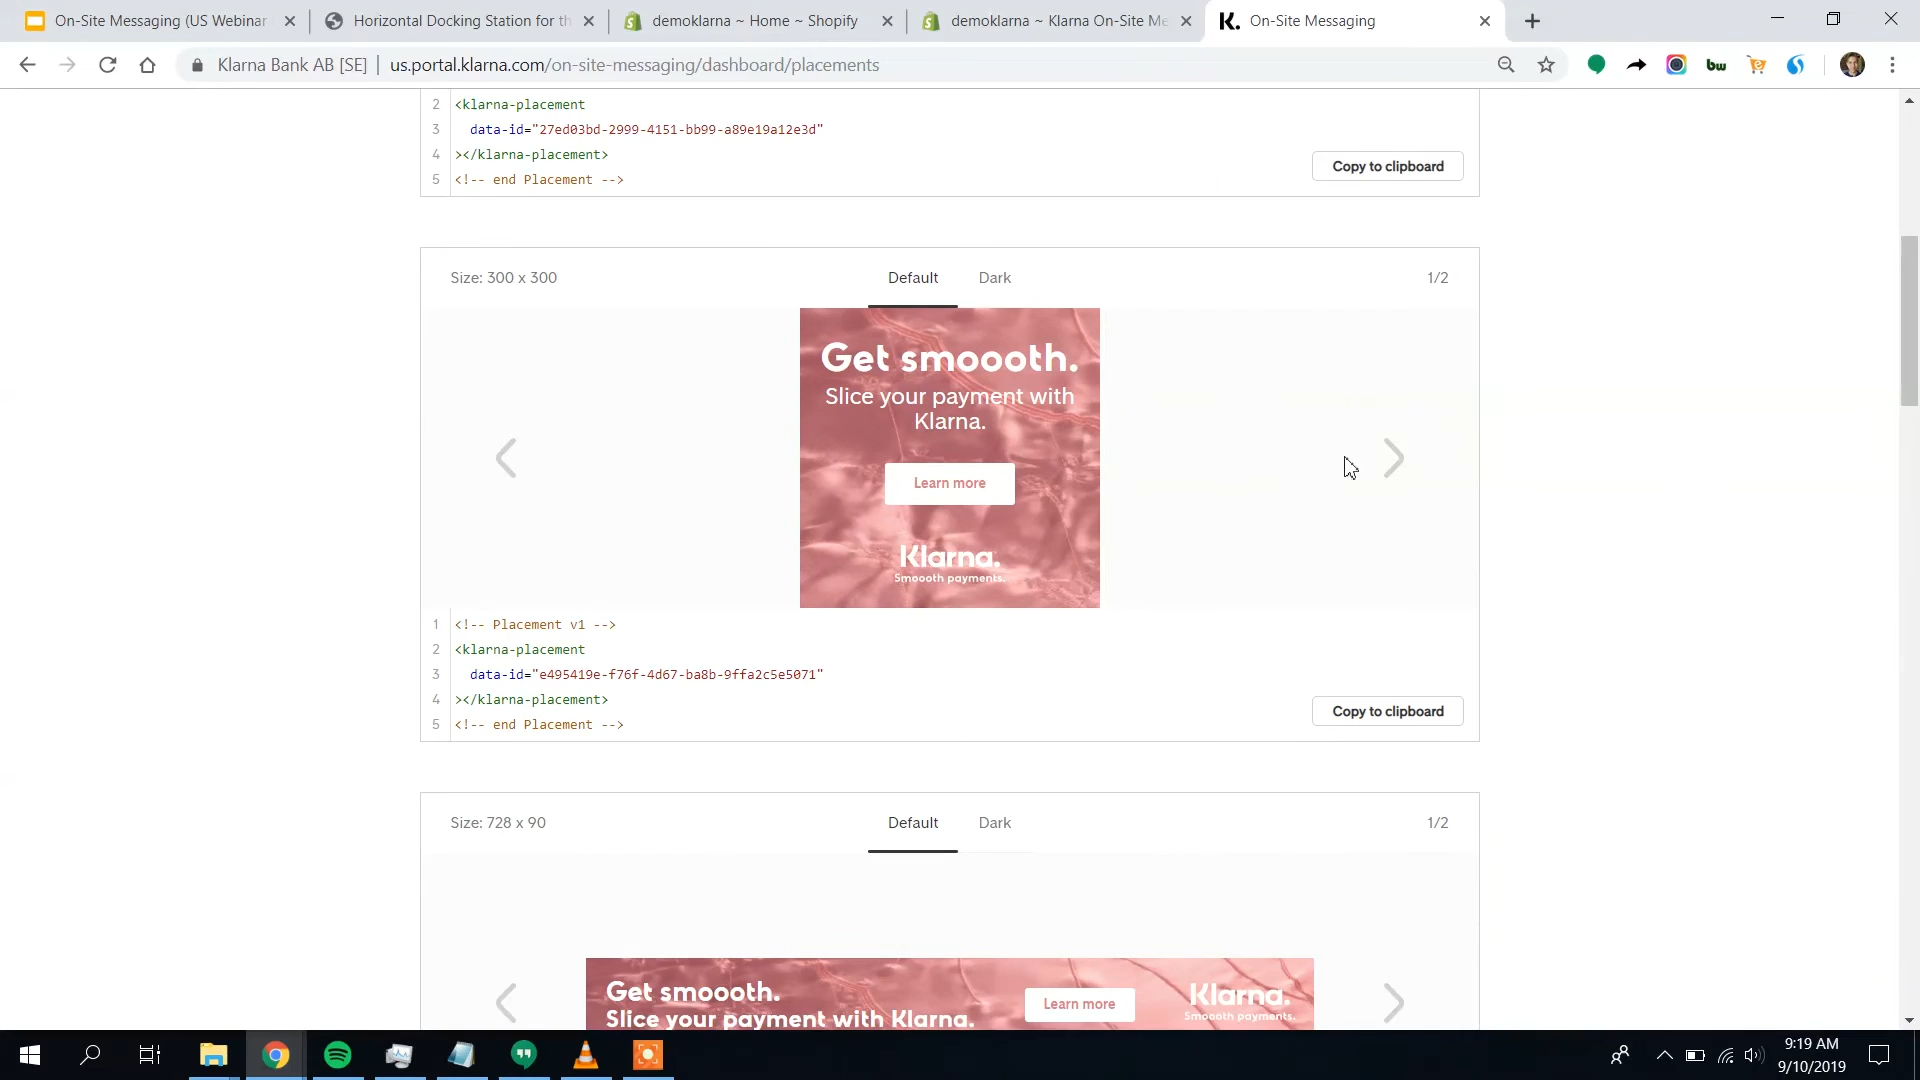 On-Site Messaging (US Webinar
Horizontal Docking Station for th
demoklarna ~ Home ~ Shopify
demoklarna ~ Klarna On-Site Me
K. On-Site Messaging
Klarna Bank AB [SE] | us.portal.klarna.com/on-site-messaging/dashboard/placements
bw
2 <klarna-placement
3 data-id="27ed03bd-2999-4151-bb99-a89e19a12e3d"
4 ></klarna-placement>
5 <!-- end Placement -->
Copy to clipboard
Size: 300 x 300
Default
Dark
1/2
Get smoooth.
Slice your payment with
Klarna.
Learn more
Klarna.
Smoooth payments.
1 <!-- Placement v1 -->
2 <klarna-placement
3 data-id="e495419e-f76f-4d67-ba8b-9ffa2c5e5071"
4 ></klarna-placement>
5 <!-- end Placement -->
Copy to clipboard
Size: 728 x 90
Default
Dark
1/2
Get smoooth.
Slice your payment with Klarna.
Learn more
Klarna.
Smoooth payments.
9:19 AM
9/10/2019